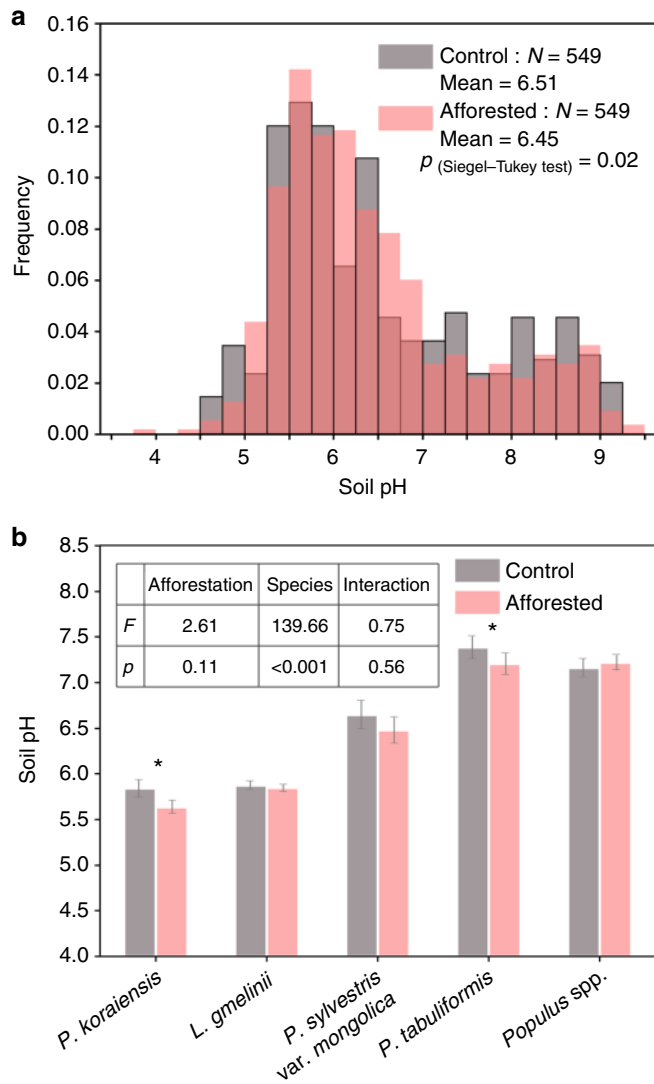 a
0.16
0.14
0.12
0.10
0.08
0.06
0.04
0.02
0.00
Frequency
Control : N = 549
Mean = 6.51
Afforested : N = 549
Mean = 6.45
p (Siegel–Tukey test) = 0.02
4 5 6 7 8 9
Soil pH
b
8.5
8.0
7.5
7.0
6.5
6.0
5.5
5.0
4.5
4.0
Soil pH
Afforestation Species Interaction
F 2.61 139.66 0.75
p 0.11 <0.001 0.56
Control
Afforested
*
*
P. koraiensis
L. gmelinii
P. sylvestris
var. mongolica
P. tabuliformis
Populus spp.